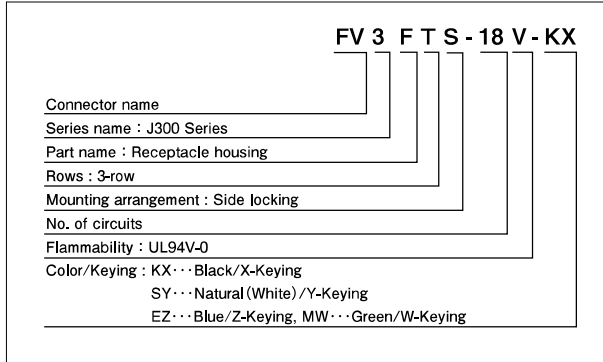 FV 3 F T S - 18 V - KX
Connector name
Series name : J300 Series
Part name : Receptacle housing
Rows : 3-row
Mounting arrangement : Side locking
No. of circuits
Flammability : UL94V-0
Color/Keying : KX···Black/X-Keying
SY···Natural(White)/Y-Keying
EZ···Blue/Z-Keying, MW···Green/W-Keying